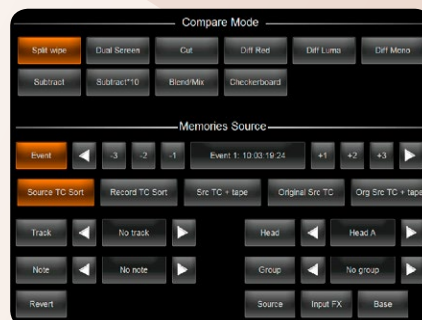 Compare Mode
Split wipe Dual Screen Cut Diff Red Diff Luma Diff Mono
Subtract Subtract*10 Blend/Mix Checkerboard
Memories Source
Event -3 -2 -1 Event 1: 10:03:19:24 +1 +2 +3
Source TC Sort Record TC Sort Src TC + tape Original Src TC Org Src TC + tape
Track No track Head Head A
Note No note Group No group
Revert Source Input FX Base